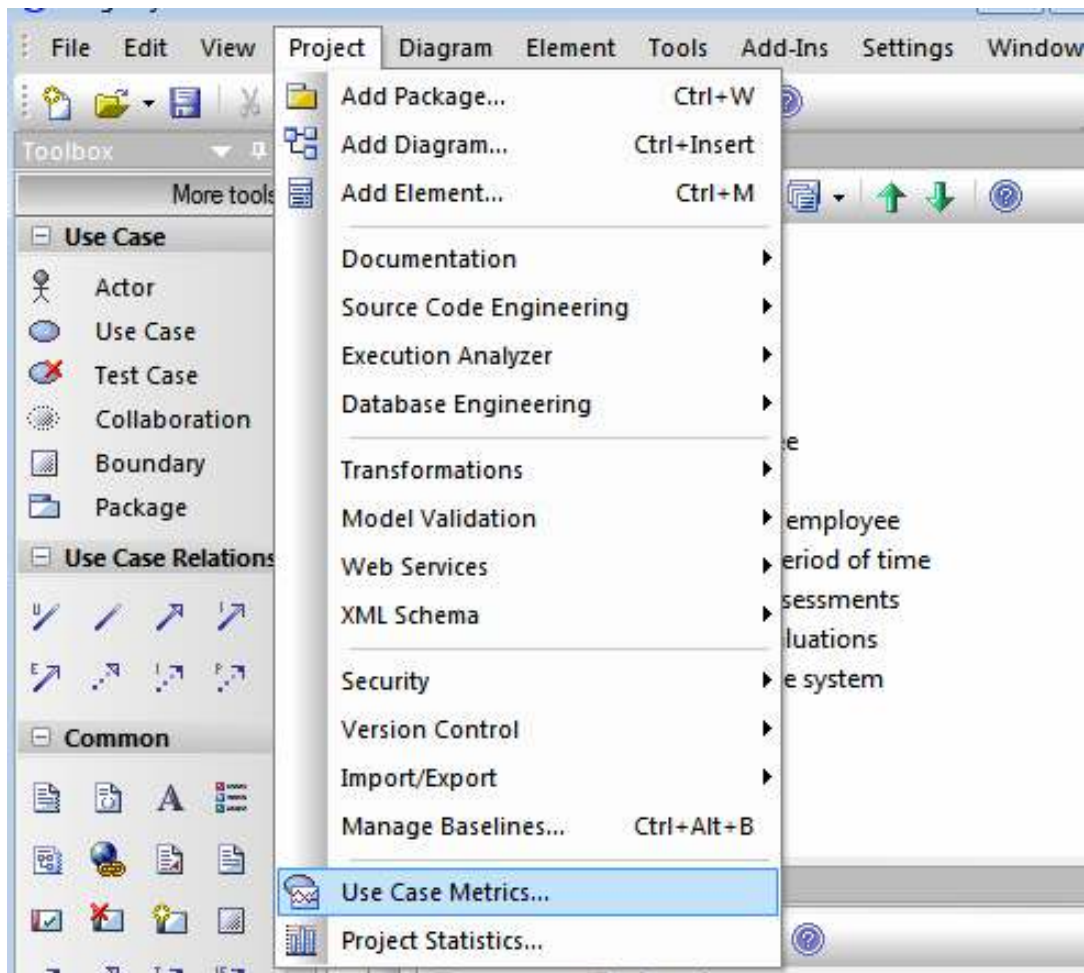 File Edit View Project Diagram Element Tools Add-Ins Settings Window
Toolbox
More tools
Use Case
Actor
Use Case
Test Case
Collaboration
Boundary
Package
Use Case Relations
Common
Add Package... Ctrl+W
Add Diagram... Ctrl+Insert
Add Element... Ctrl+M
Documentation
Source Code Engineering
Execution Analyzer
Database Engineering
Transformations
Model Validation
Web Services
XML Schema
Security
Version Control
Import/Export
Manage Baselines... Ctrl+Alt+B
Use Case Metrics...
Project Statistics...
employee
of time
e system